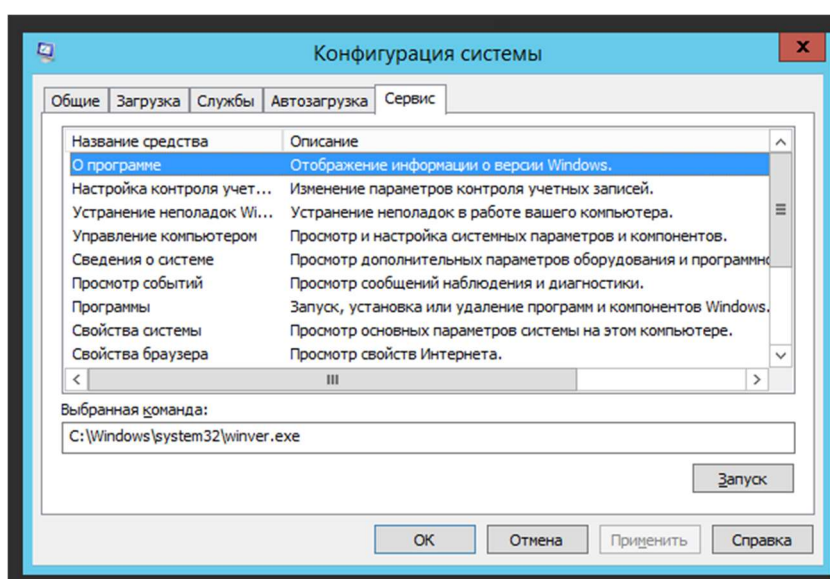 Конфигурация системы
x
Общие Загрузка Службы Автозагрузка Сервис
Название средства Описание
О программе Отображение информации о версии Windows.
Настройка контроля учет... Изменение параметров контроля учетных записей.
Устранение неполадок Wi... Устранение неполадок в работе вашего компьютера.
Управление компьютером Просмотр и настройка системных параметров и компонентов.
Сведения о системе Просмотр дополнительных параметров оборудования и программно
Просмотр событий Просмотр сообщений наблюдения и диагностики.
Программы Запуск, установка или удаление программ и компонентов Windows.
Свойства системы Просмотр основных параметров системы на этом компьютере.
Свойства браузера Просмотр свойств Интернета.
Выбранная команда:
C:\Windows\system32\winver.exe
Запуск
ОК Отмена Применить Справка